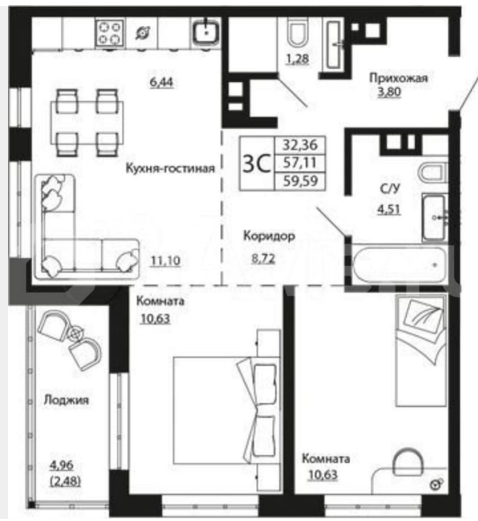 1,28
Прихожая
3,80
6,44
3С
32,36
57,11
59,59
Кухня-гостиная
С/У
4,51
Коридор
8,72
11,10
Комната
10,63
Лоджия
4,96
(2,48)
Комната
10,63